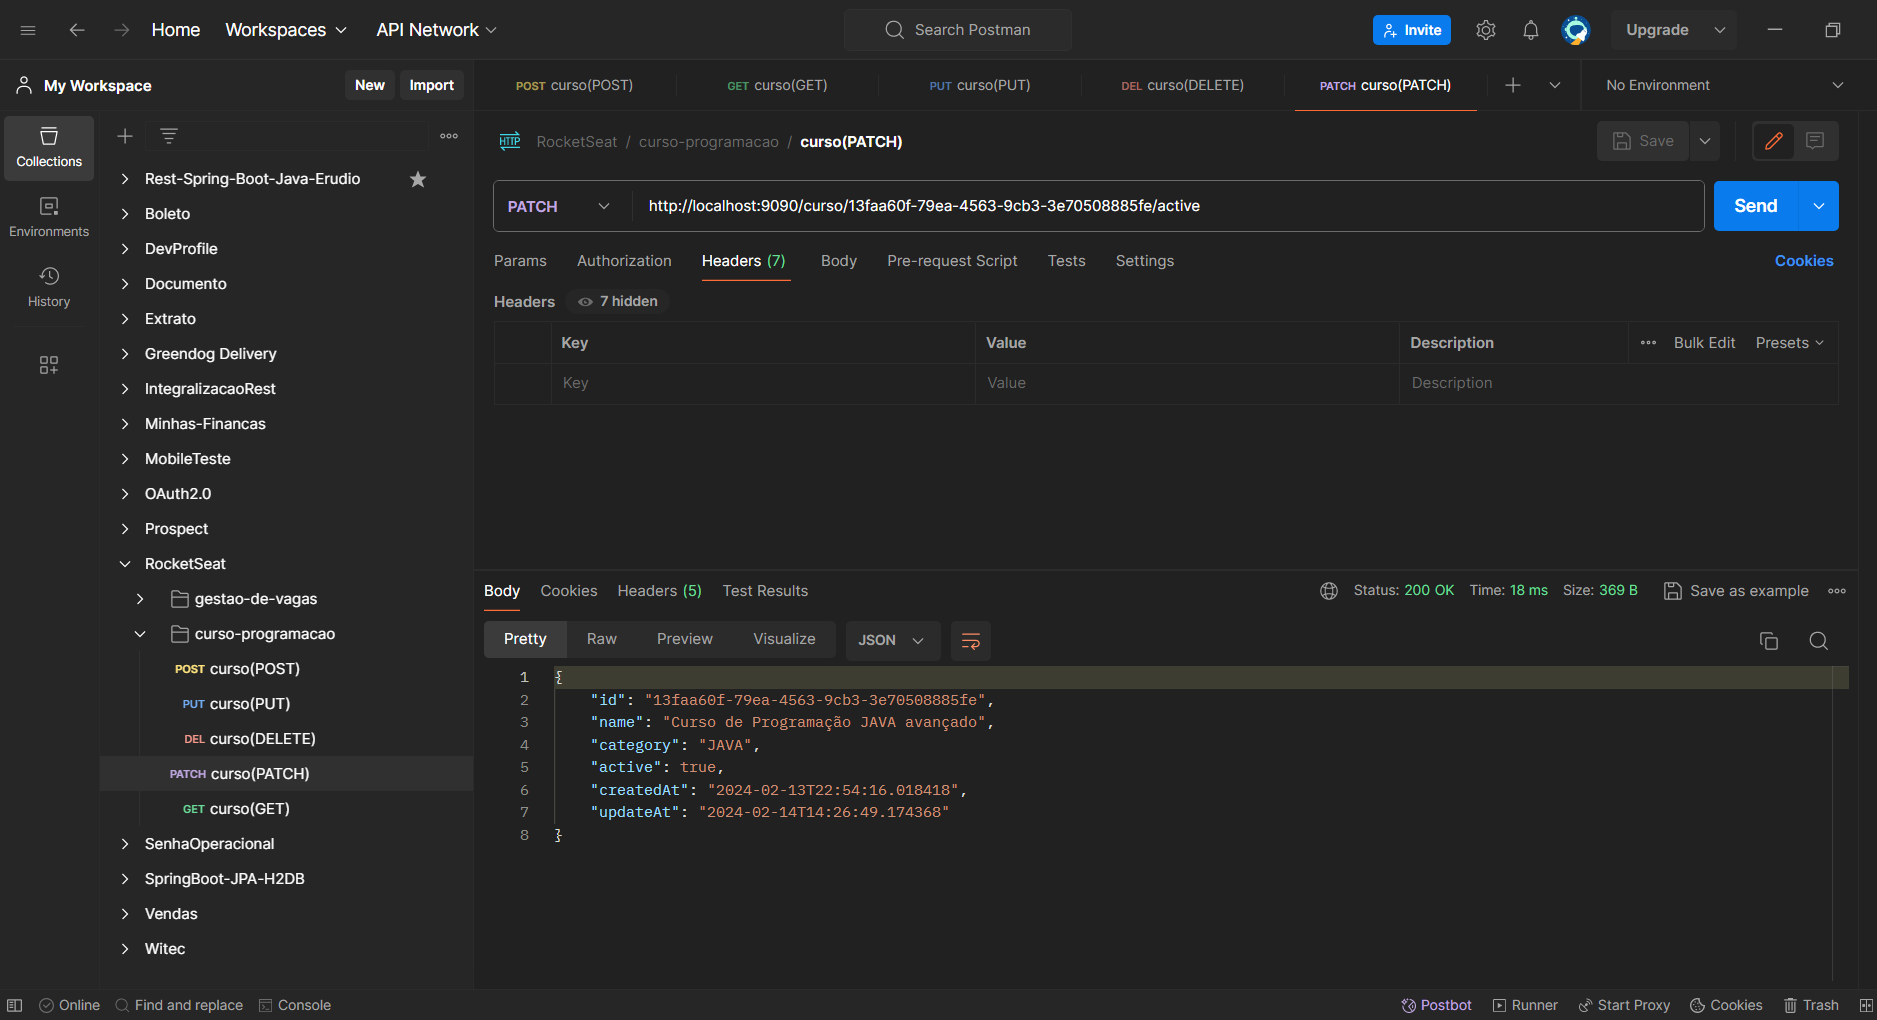 Home Workspaces API Network Search Postman Invite Upgrade
My Workspace New Import
POST curso(POST) GET curso(GET) PUT curso(PUT) DEL curso(DELETE) PATCH curso(PATCH) No Environment
Collections
Environments
History
Rest-Spring-Boot-Java-Erudio
Boleto
DevProfile
Documento
Extrato
Greendog Delivery
IntegralizacaoRest
Minhas-Financas
MobileTeste
OAuth2.0
Prospect
RocketSeat
gestao-de-vagas
curso-programacao
POST curso(POST)
PUT curso(PUT)
DEL curso(DELETE)
PATCH curso(PATCH)
GET curso(GET)
SenhaOperacional
SpringBoot-JPA-H2DB
Vendas
Witec
HTTP RocketSeat / curso-programacao / curso(PATCH) Save
PATCH http://localhost:9090/curso/13faa60f-79ea-4563-9cb3-3e70508885fe/active Send
Params Authorization Headers (7) Body Pre-request Script Tests Settings Cookies
Headers 7 hidden
Key Value Description Bulk Edit Presets
Key Value Description
Body Cookies Headers (5) Test Results Status: 200 OK Time: 18 ms Size: 369 B Save as example
Pretty Raw Preview Visualize JSON
1 {
2 "id": "13faa60f-79ea-4563-9cb3-3e70508885fe",
3 "name": "Curso de Programação JAVA avançado",
4 "category": "JAVA",
5 "active": true,
6 "createdAt": "2024-02-13T22:54:16.018418",
7 "updateAt": "2024-02-14T14:26:49.174368"
8 }
Online Find and replace Console Postbot Runner Start Proxy Cookies Trash